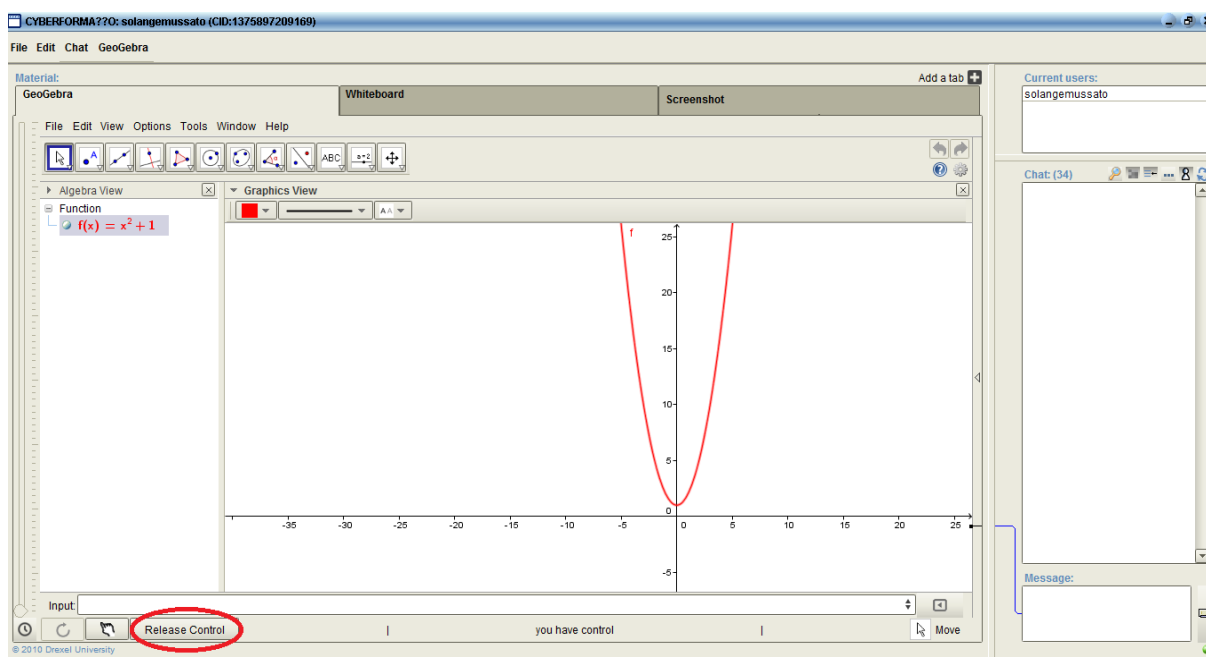 CYBERFORMA??O: solangemussato (CID:1375897209169)
File Edit Chat GeoGebra
Material:
Add a tab
GeoGebra
Whiteboard
Screenshot
File Edit View Options Tools Window Help
A
α
ABC
a=2
Algebra View
Graphics View
Function
f(x) = x² + 1
A A
f
25
20
15
10
5
0
-35 -30 -25 -20 -15 -10 -5 0 5 10 15 20 25
-5
Input:
Release Control
you have control
Move
© 2010 Drexel University
Current users:
solangemussato
Chat: (34)
Message: